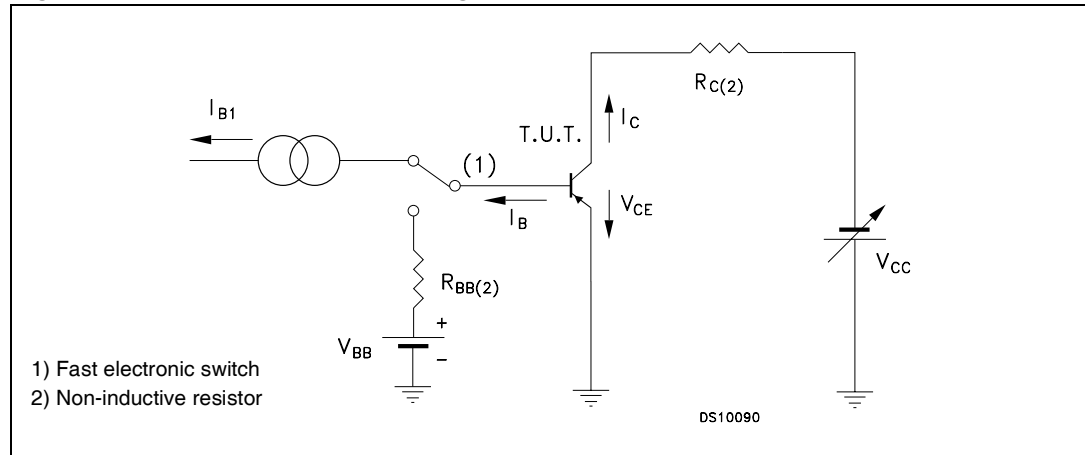 R_C(2)
I_B1
I_C
T.U.T.
(1)
I_B
V_CE
V_CC
R_BB(2)
+
V_BB
–
1) Fast electronic switch
2) Non-inductive resistor
DS10090